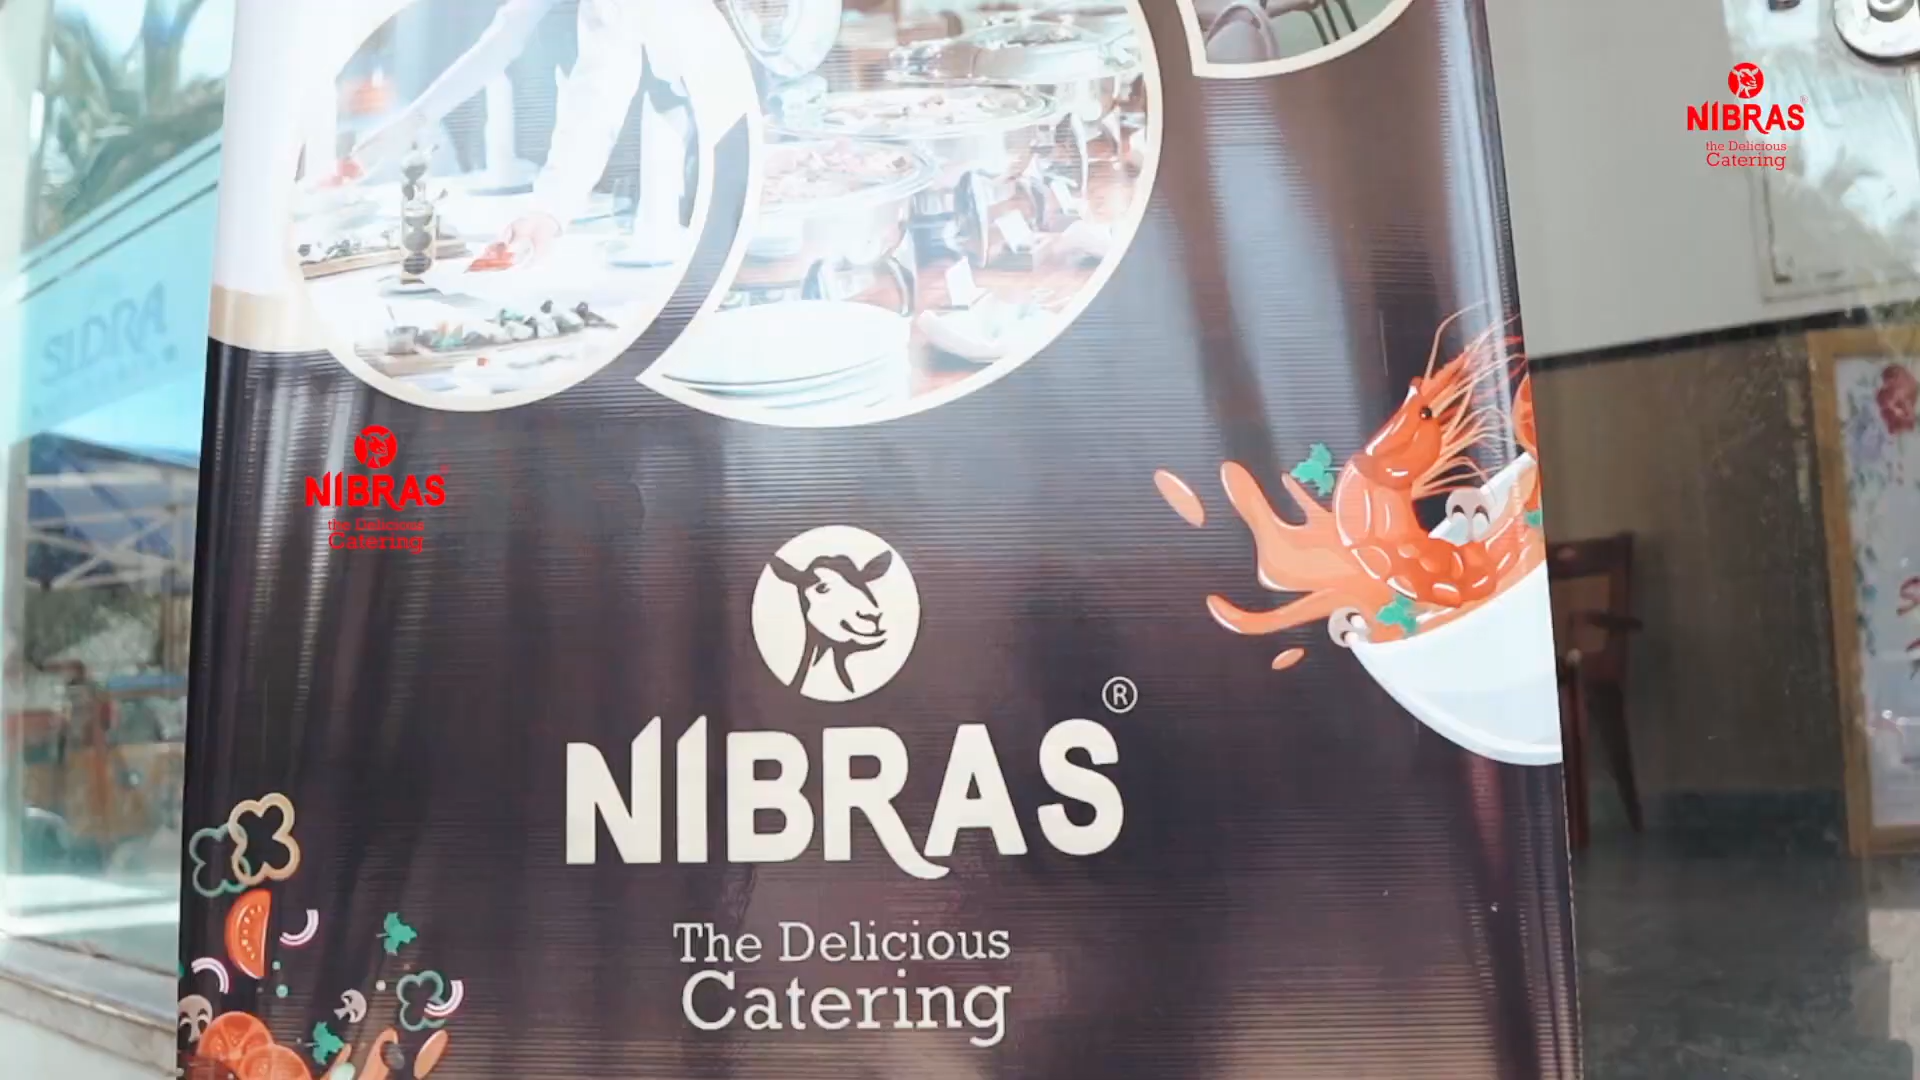 NIBRAS
the Delicious
Catering
SIDRA
NIBRAS
the Delicious
Catering
NIBRAS®
The Delicious
Catering